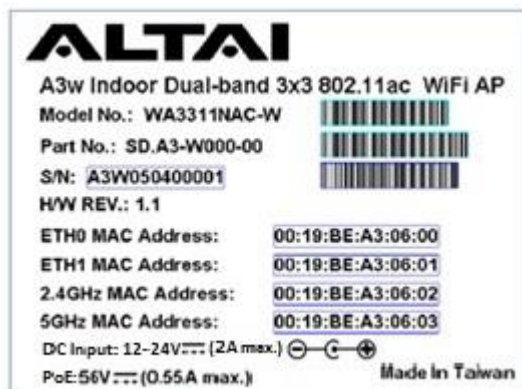 ALTAI
A3w Indoor Dual-band 3x3 802.11ac WiFi AP
Model No.: WA3311NAC-W
Part No.: SD.A3-W000-00
S/N: A3W050400001
H/W REV.: 1.1
ETH0 MAC Address: 00:19:BE:A3:06:00
ETH1 MAC Address: 00:19:BE:A3:06:01
2.4GHz MAC Address: 00:19:BE:A3:06:02
5GHz MAC Address: 00:19:BE:A3:06:03
DC Input: 12-24V⎓(2A max.)
PoE:56V⎓(0.55A max.)
Made In Taiwan